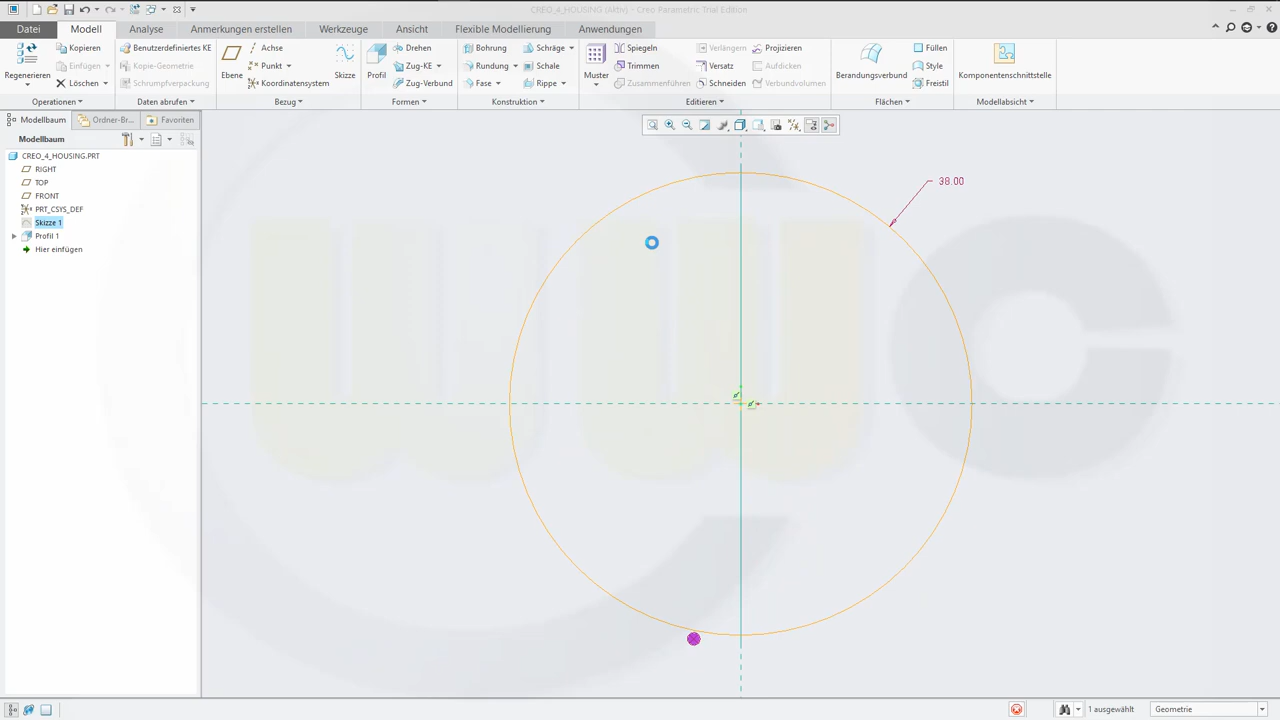 CREO_4_HOUSING (Aktiv) - Creo Parametric Trial Edition
Datei Modell Analyse Anmerkungen erstellen Werkzeuge Ansicht Flexible Modellierung Anwendungen
Regenerieren
Kopieren
Einfügen
Löschen
Operationen
Benutzerdefiniertes KE
Kopie-Geometrie
Schrumpfverpackung
Daten abrufen
Ebene
Achse
Punkt
Koordinatensystem
Skizze
Bezug
Profil
Drehen
Zug-KE
Zug-Verbund
Formen
Bohrung
Rundung
Fase
Schräge
Schale
Rippe
Konstruktion
Muster
Spiegeln
Trimmen
Zusammenführen
Verlängern
Versatz
Schneiden
Projizieren
Aufdicken
Verbundvolumen
Editieren
Berandungsverbund
Füllen
Style
Freistil
Flächen
Komponentenschnittstelle
Modellabsicht
Modellbaum Ordner-Br... Favoriten
Modellbaum
CREO_4_HOUSING.PRT
RIGHT
TOP
FRONT
PRT_CSYS_DEF
Skizze 1
Profil 1
Hier einfügen
38.00
uwc
1 ausgewählt
Geometrie